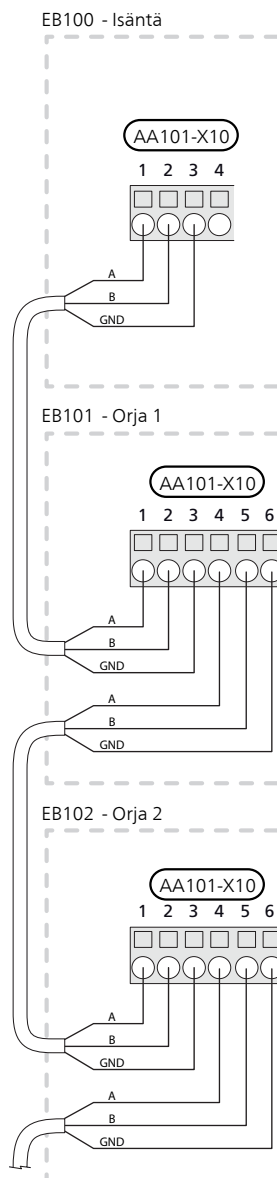 EB100 - Isäntä
AA101-X10
1 2 3 4
A
B
GND
EB101 - Orja 1
AA101-X10
1 2 3 4 5 6
A
B
GND
A
B
GND
EB102 - Orja 2
AA101-X10
1 2 3 4 5 6
A
B
GND
A
B
GND